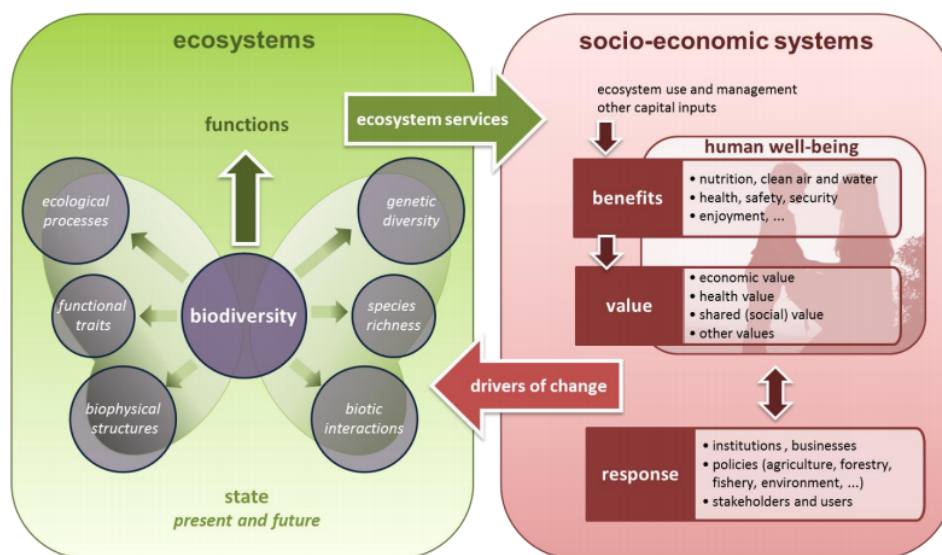 ecosystems
functions
ecosystem services
ecological
processes
genetic
diversity
functional
traits
biodiversity
species
richness
biophysical
structures
biotic
interactions
drivers of change
state
present and future
socio-economic systems
ecosystem use and management
other capital inputs
human well-being
benefits
• nutrition, clean air and water
• health, safety, security
• enjoyment, ...
value
• economic value
• health value
• shared (social) value
• other values
response
• institutions , businesses
• policies (agriculture, forestry,
fishery, environment, ...)
• stakeholders and users